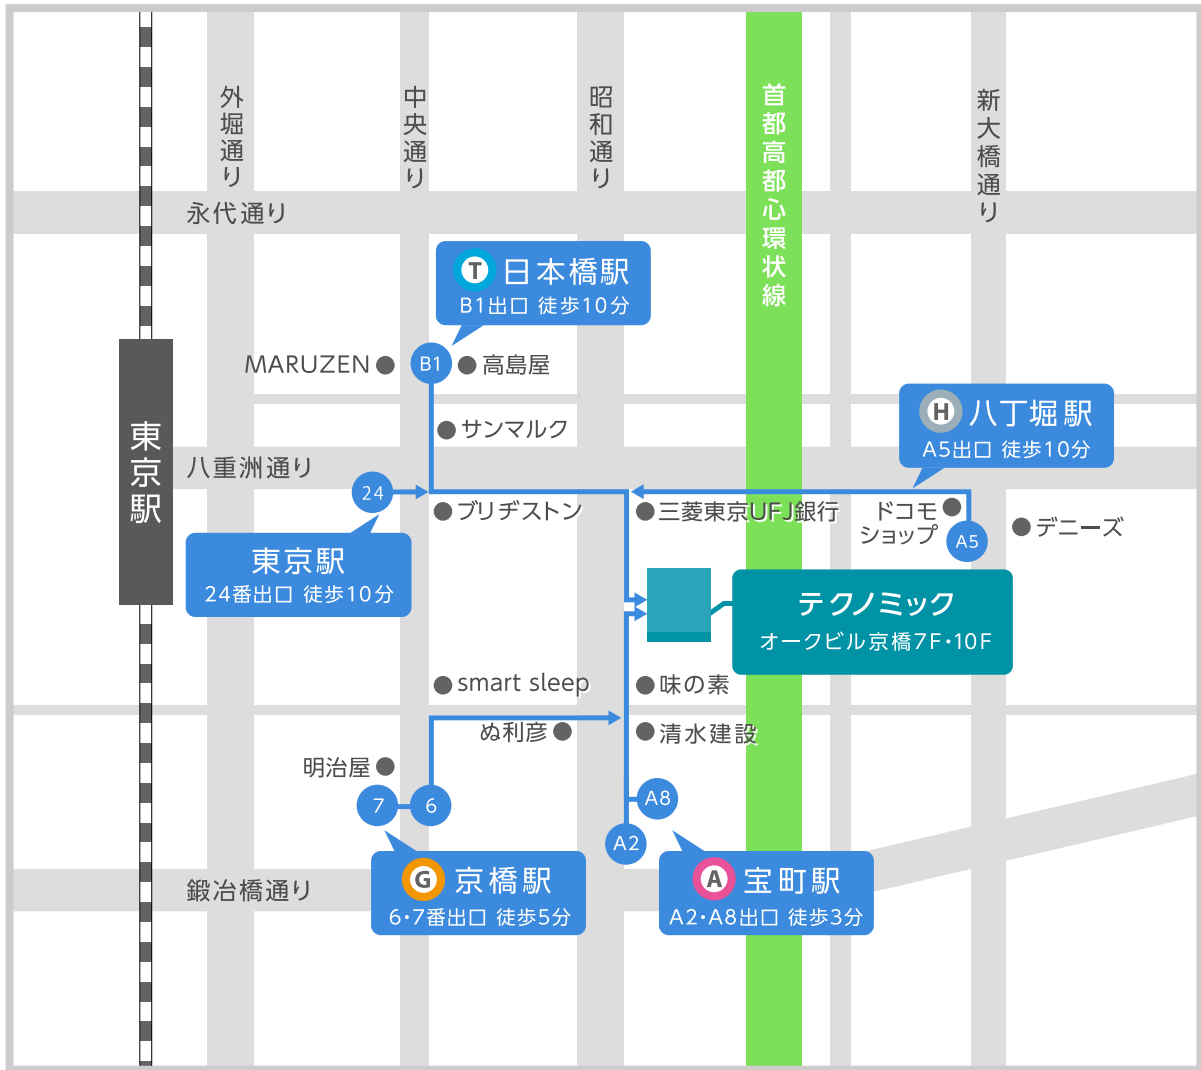 外堀通り
中央通り
昭和通り
首都高都心環状線
新大橋通り
永代通り
T 日本橋駅
B1出口 徒歩10分
MARUZEN
B1
高島屋
サンマルク
H 八丁堀駅
A5出口 徒歩10分
東京駅
八重洲通り
24
ブリヂストン
三菱東京UFJ銀行
ドコモ
ショップ
A5
デニーズ
東京駅
24番出口 徒歩10分
テクノミック
オークビル京橋7F・10F
smart sleep
味の素
ぬ利彦
清水建設
明治屋
7
6
A8
A2
鍛冶橋通り
G 京橋駅
6・7番出口 徒歩5分
A 宝町駅
A2・A8出口 徒歩3分